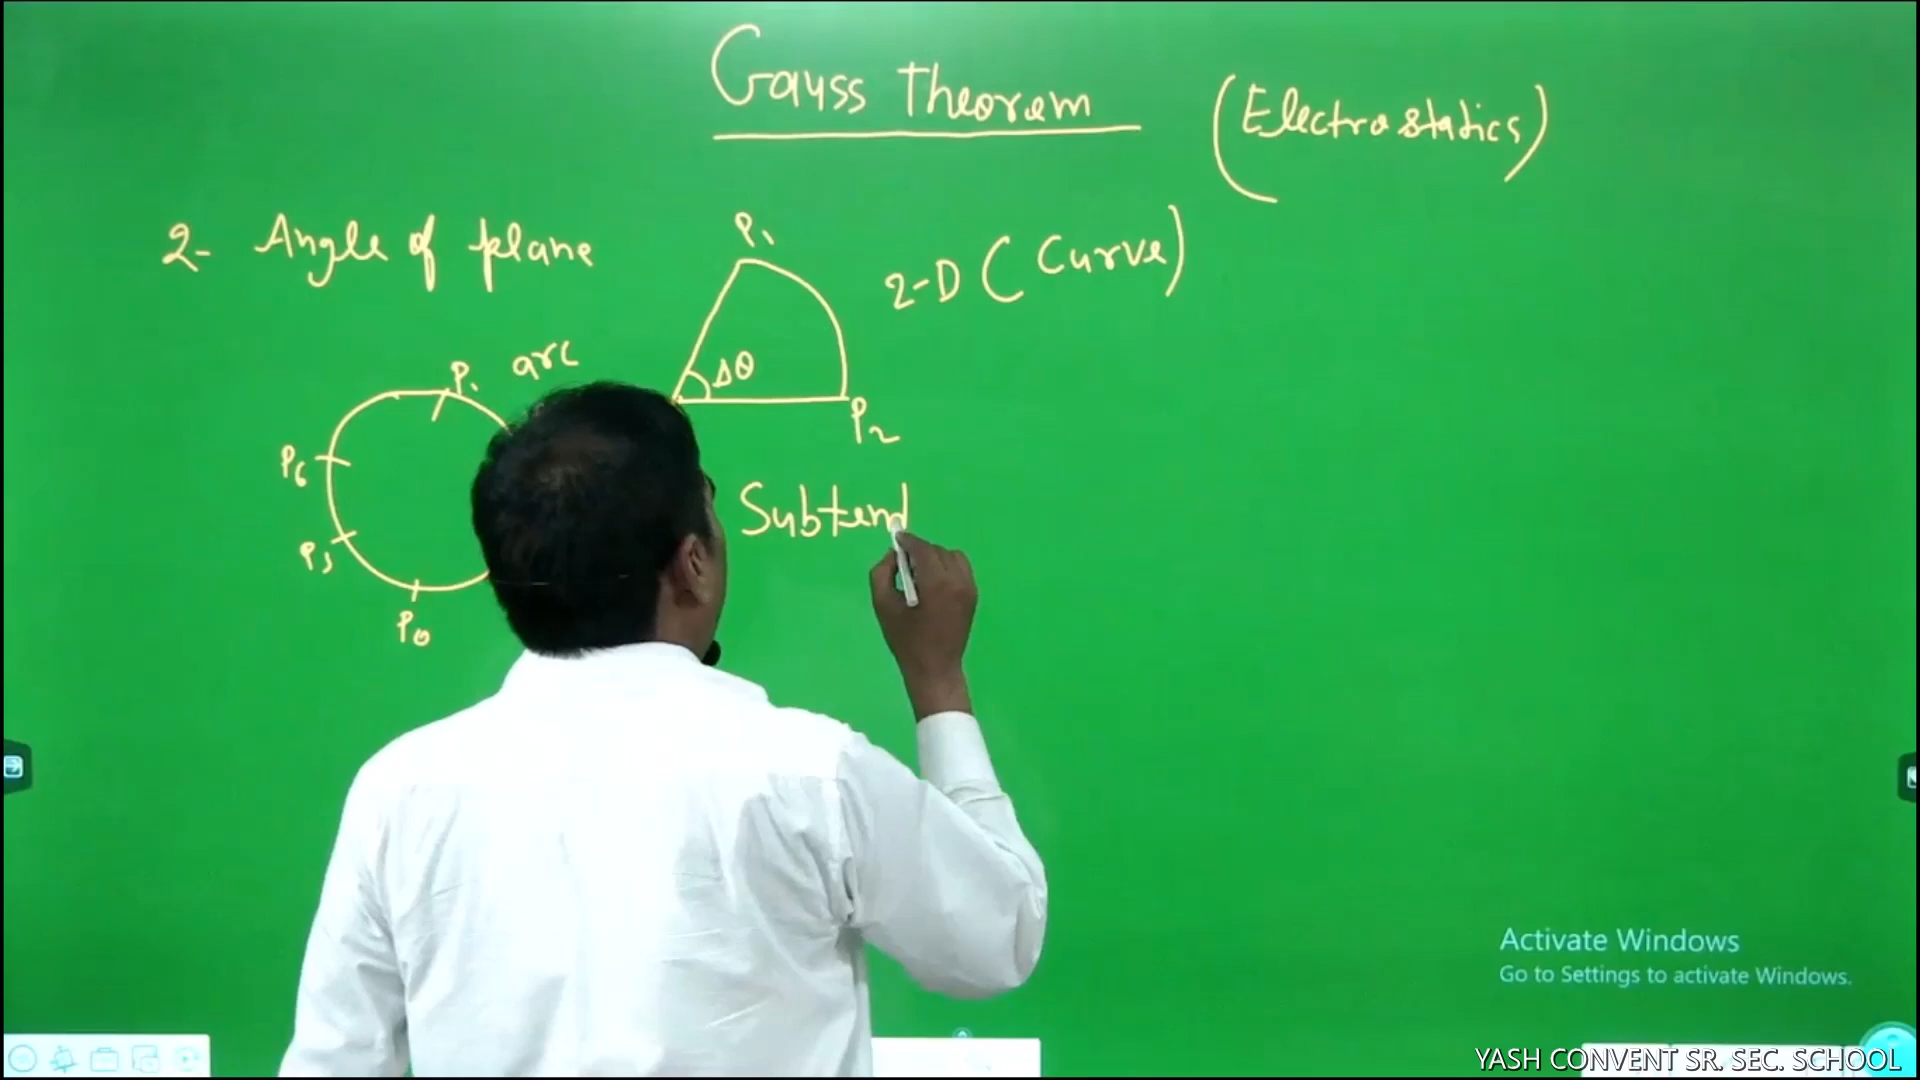 Gauss Theorem
(Electrostatics)
2- Angle of plane
P1
2-D (Curve)
P1 arc
Δθ
P2
P6
Subtend
P5
P0
Activate Windows
Go to Settings to activate Windows.
YASH CONVENT SR. SEC. SCHOOL